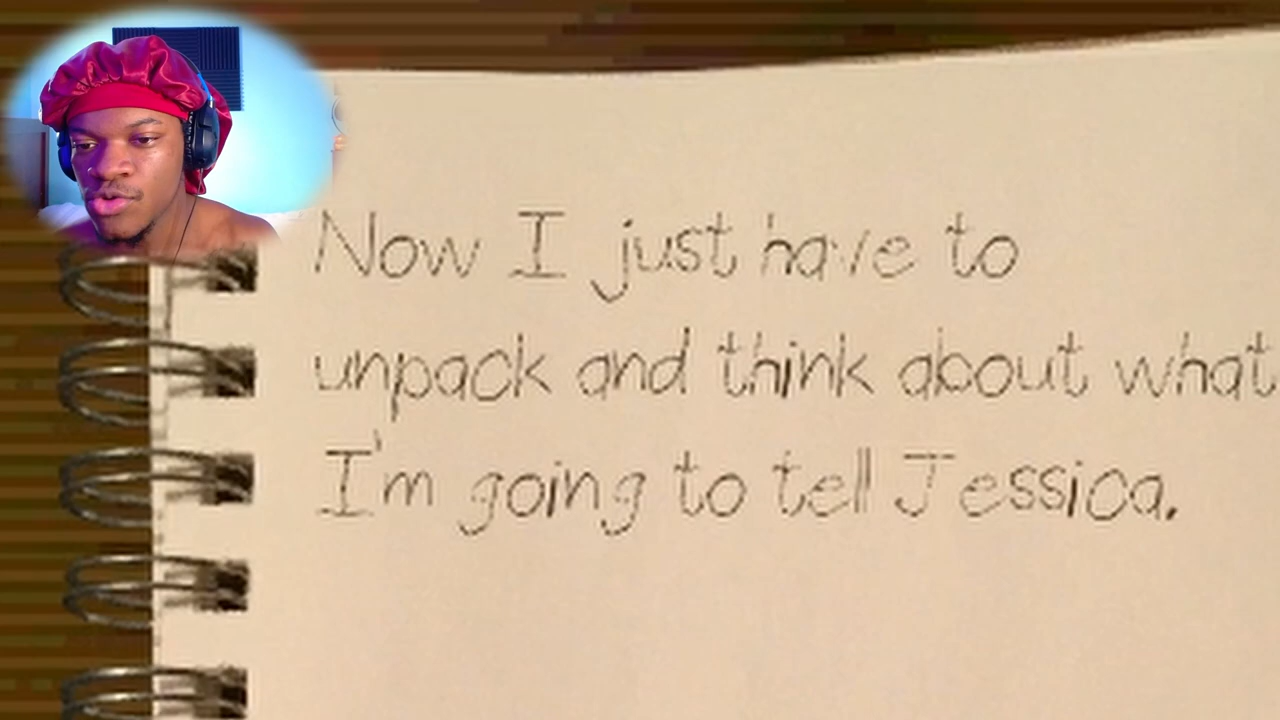 Now I just have to
unpack and think about what
I'm going to tell Jessica.